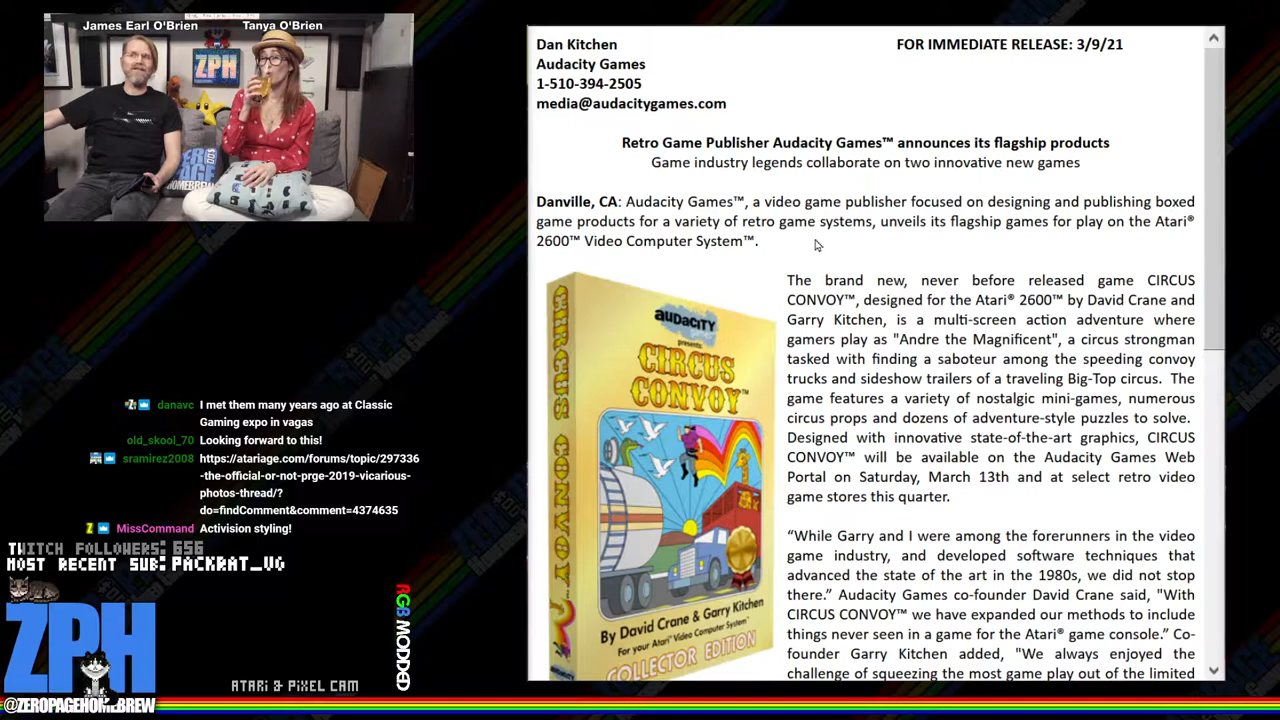 James Earl O'Brien
Tanya O'Brien
ZPH
ZERO
PAGE
HOMEBREW
Dan Kitchen
FOR IMMEDIATE RELEASE: 3/9/21
Audacity Games
1-510-394-2505
media@audacitygames.com
Retro Game Publisher Audacity Games™ announces its flagship products
Game industry legends collaborate on two innovative new games
Danville, CA: Audacity Games™, a video game publisher focused on designing and publishing boxed
game products for a variety of retro game systems, unveils its flagship games for play on the Atari®
2600™ Video Computer System™.
CIRCUS CONVOY
AUDACITY
games
presents:
CIRCUS
CONVOY™
By David Crane & Garry Kitchen
For your Atari® Video Computer System™
COLLECTOR EDITION
The brand new, never before released game CIRCUS
CONVOY™, designed for the Atari® 2600™ by David Crane and
Garry Kitchen, is a multi-screen action adventure where
gamers play as "Andre the Magnificent", a circus strongman
tasked with finding a saboteur among the speeding convoy
trucks and sideshow trailers of a traveling Big-Top circus. The
game features a variety of nostalgic mini-games, numerous
circus props and dozens of adventure-style puzzles to solve.
Designed with innovative state-of-the-art graphics, CIRCUS
CONVOY™ will be available on the Audacity Games Web
Portal on Saturday, March 13th and at select retro video
game stores this quarter.
“While Garry and I were among the forerunners in the video
game industry, and developed software techniques that
advanced the state of the art in the 1980s, we did not stop
there.” Audacity Games co-founder David Crane said, "With
CIRCUS CONVOY™ we have expanded our methods to include
things never seen in a game for the Atari® game console.” Co-
founder Garry Kitchen added, "We always enjoyed the
challenge of squeezing the most game play out of the limited
danavc I met them many years ago at Classic
Gaming expo in vagas
old_skool_70 Looking forward to this!
sramirez2008 https://atariage.com/forums/topic/297336
-the-official-or-not-prge-2019-vicarious-
photos-thread/?
do=findComment&comment=4374635
MissCommand Activision styling!
TWITCH FOLLOWERS: 656
MOST RECENT SUB: PACKRAT_VG
ZPH
RGB MODDED
ATARI & PIXEL CAM
@ZEROPAGEHOMEBREW